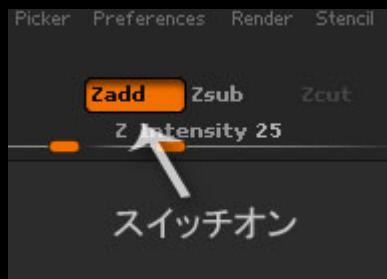 Picker Preferences Render Stencil
Zadd Zsub Zcut
Z Intensity 25
スイッチオン